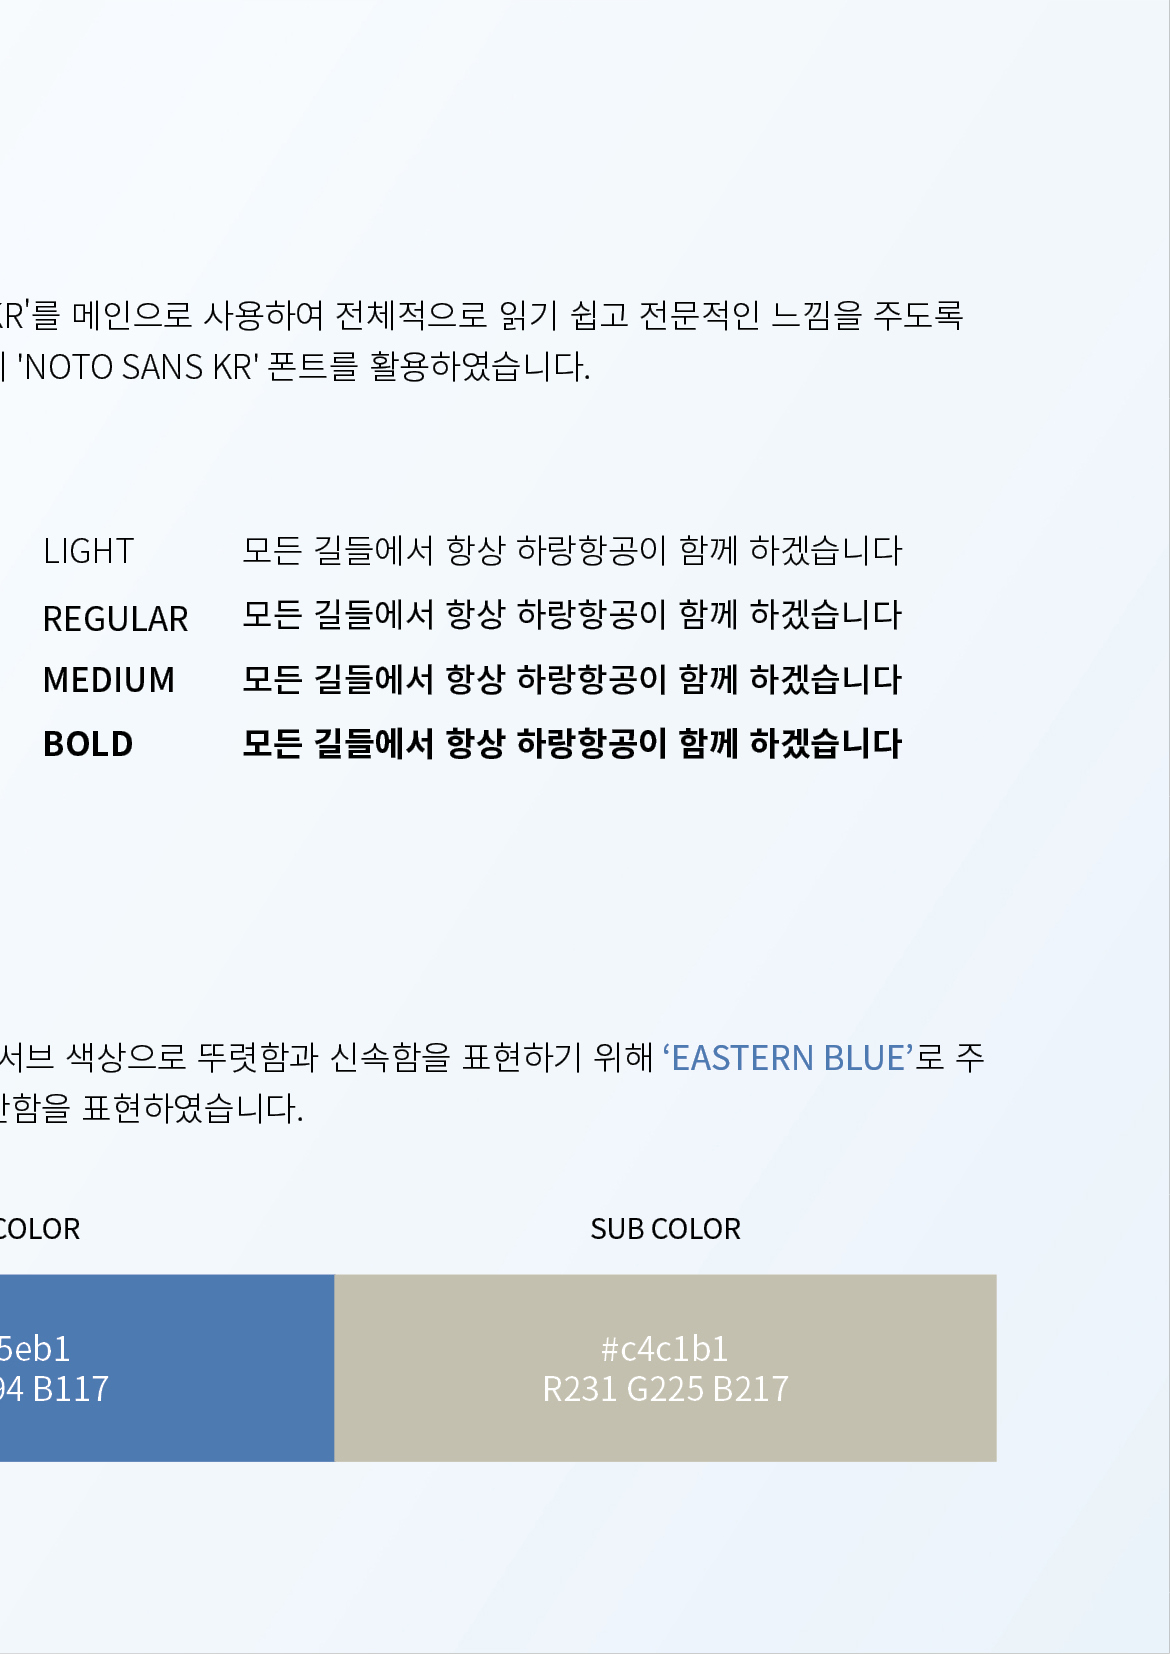 KR'를 메인으로 사용하여 전체적으로 읽기 쉽고 전문적인 느낌을 주도록
'NOTO SANS KR' 폰트를 활용하였습니다.
LIGHT 모든 길들에서 항상 하랑항공이 함께 하겠습니다
REGULAR 모든 길들에서 항상 하랑항공이 함께 하겠습니다
MEDIUM 모든 길들에서 항상 하랑항공이 함께 하겠습니다
BOLD 모든 길들에서 항상 하랑항공이 함께 하겠습니다
서브 색상으로 뚜렷함과 신속함을 표현하기 위해 ‘EASTERN BLUE’로 주
함을 표현하였습니다.
COLOR SUB COLOR
5eb1 #c4c1b1
94 B117 R231 G225 B217